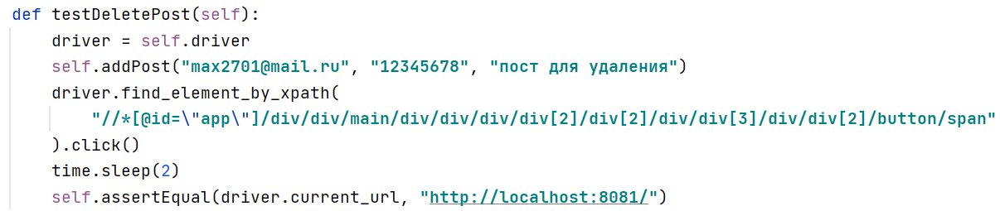 def testDeletePost(self):
    driver = self.driver
    self.addPost("max2701@mail.ru", "12345678", "пост для удаления")
    driver.find_element_by_xpath(
        "//*[@id=\"app\"]/div/div/main/div/div/div/div[2]/div[2]/div/div[3]/div/div[2]/button/span"
    ).click()
    time.sleep(2)
    self.assertEqual(driver.current_url, "http://localhost:8081/")